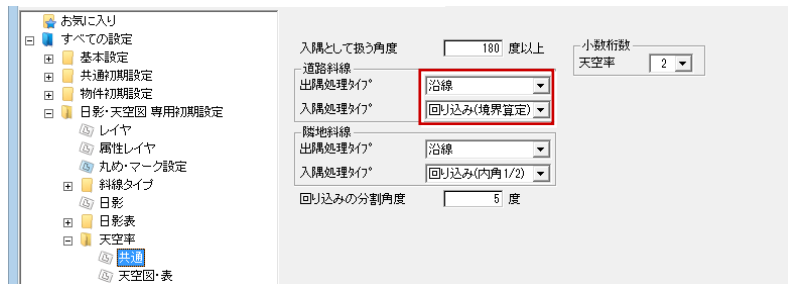 お気に入り
すべての設定
基本設定
共通初期設定
物件初期設定
日影・天空図 専用初期設定
レイヤ
属性レイヤ
丸め・マーク設定
斜線タイプ
日影
日影表
天空率
共通
天空図・表
入隅として扱う角度 180 度以上
道路斜線
出隅処理ﾀｲﾌﾟ 沿線
入隅処理ﾀｲﾌﾟ 回り込み(境界算定)
隣地斜線
出隅処理ﾀｲﾌﾟ 沿線
入隅処理ﾀｲﾌﾟ 回り込み(内角1/2)
回り込みの分割角度 5 度
小数桁数
天空率 2